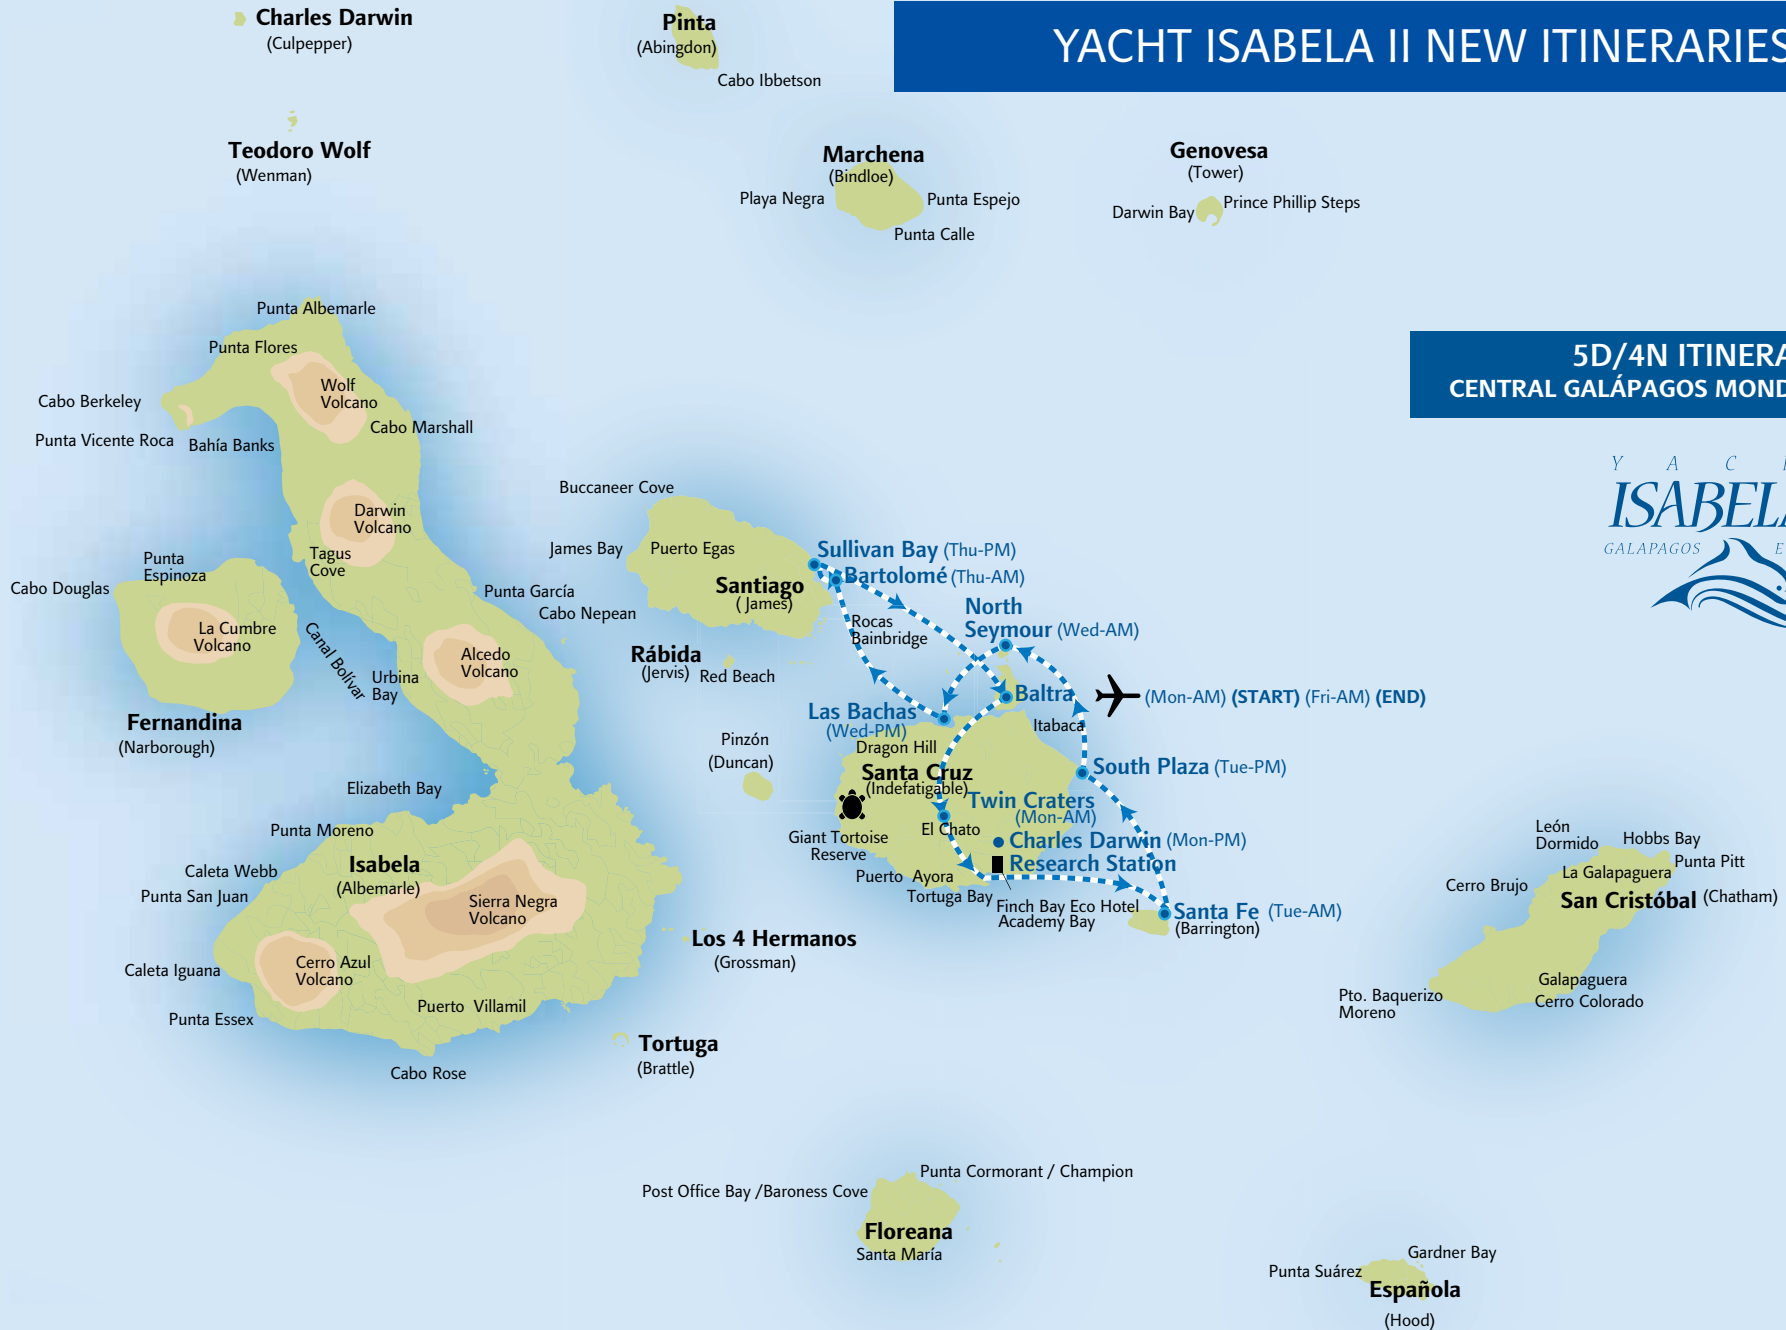 Charles Darwin
(Culpepper)
Pinta
(Abingdon)
Cabo Ibbetson
YACHT ISABELA II NEW ITINERARIES
Teodoro Wolf
(Wenman)
Marchena
(Bindloe)
Playa Negra
Punta Espejo
Punta Calle
Genovesa
(Tower)
Darwin Bay
Prince Phillip Steps
5D/4N ITINERA
CENTRAL GALÁPAGOS MOND
Y A C
ISABELA
GALAPAGOS E
Punta Albemarle
Punta Flores
Wolf
Volcano
Cabo Berkeley
Cabo Marshall
Punta Vicente Roca
Bahía Banks
Darwin
Volcano
Tagus
Cove
Punta
Espinoza
Cabo Douglas
La Cumbre
Volcano
Canal Bolívar
Urbina
Bay
Alcedo
Volcano
Punta García
Cabo Nepean
Fernandina
(Narborough)
Elizabeth Bay
Punta Moreno
Isabela
(Albemarle)
Caleta Webb
Punta San Juan
Sierra Negra
Volcano
Cerro Azul
Volcano
Caleta Iguana
Punta Essex
Puerto Villamil
Cabo Rose
Buccaneer Cove
James Bay
Puerto Egas
Santiago
( James)
Sullivan Bay (Thu-PM)
Bartolomé (Thu-AM)
Rocas
Bainbridge
North
Seymour (Wed-AM)
Rábida
(Jervis)
Red Beach
Baltra
(Mon-AM) (START) (Fri-AM) (END)
Las Bachas
(Wed-PM)
Itabaca
Pinzón
(Duncan)
Dragon Hill
Santa Cruz
(Indefatigable)
South Plaza (Tue-PM)
Twin Craters
(Mon-AM)
El Chato
Charles Darwin (Mon-PM)
Research Station
Giant Tortoise
Reserve
Puerto Ayora
Tortuga Bay
Finch Bay Eco Hotel
Academy Bay
Santa Fe (Tue-AM)
(Barrington)
Los 4 Hermanos
(Grossman)
Tortuga
(Brattle)
León
Dormido
Hobbs Bay
Punta Pitt
La Galapaguera
Cerro Brujo
San Cristóbal (Chatham)
Galapaguera
Cerro Colorado
Pto. Baquerizo
Moreno
Punta Cormorant / Champion
Post Office Bay /Baroness Cove
Floreana
Santa María
Gardner Bay
Punta Suárez
Española
(Hood)